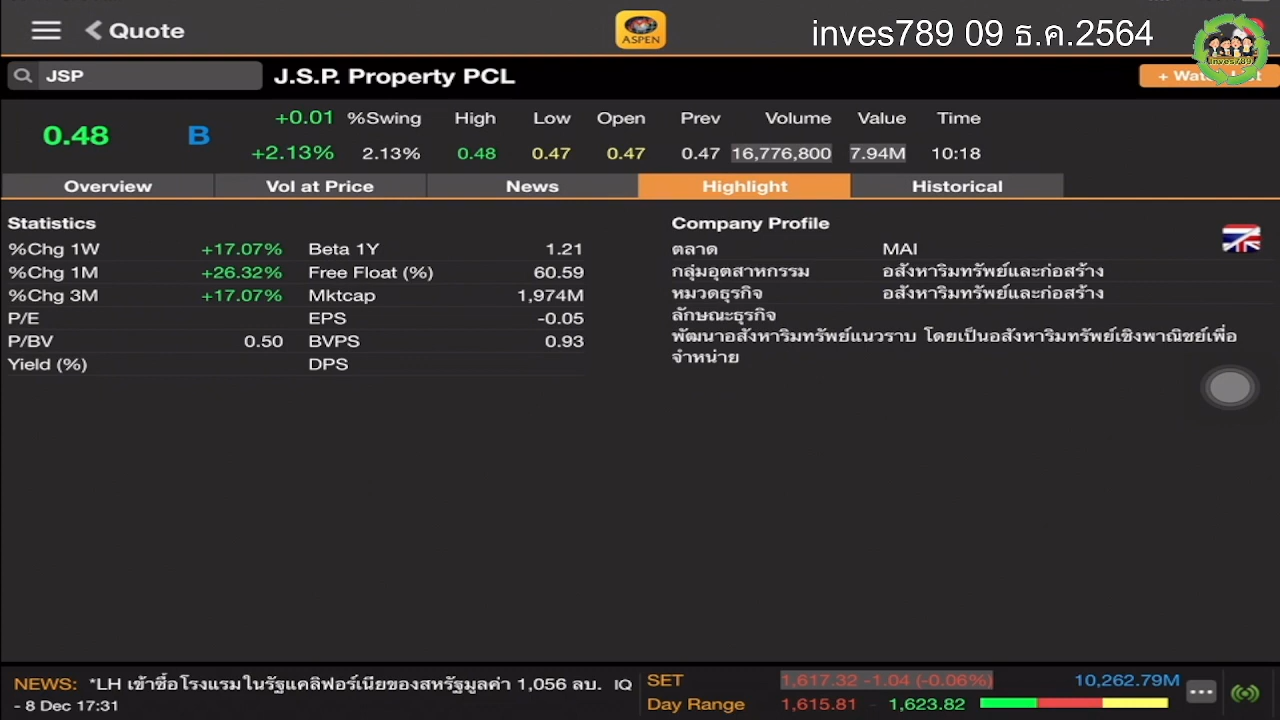 Quote
ASPEN
inves789 09 ธ.ค.2564
inves789
JSP
J.S.P. Property PCL
0.48
B
+0.01 %Swing High Low Open Prev Volume Value Time
+2.13% 2.13% 0.48 0.47 0.47 0.47 16,776,800 7.94M 10:18
Overview Vol at Price News Highlight Historical
Statistics
%Chg 1W +17.07% Beta 1Y 1.21
%Chg 1M +26.32% Free Float (%) 60.59
%Chg 3M +17.07% Mktcap 1,974M
P/E EPS -0.05
P/BV 0.50 BVPS 0.93
Yield (%) DPS
Company Profile
ตลาด MAI
กลุ่มอุตสาหกรรม อสังหาริมทรัพย์และก่อสร้าง
หมวดธุรกิจ อสังหาริมทรัพย์และก่อสร้าง
ลักษณะธุรกิจ
พัฒนาอสังหาริมทรัพย์แนวราบ โดยเป็นอสังหาริมทรัพย์เชิงพาณิชย์เพื่อ
จำหน่าย
NEWS: *LH เข้าซื้อโรงแรมในรัฐแคลิฟอร์เนียของสหรัฐมูลค่า 1,056 ลบ. IQ
- 8 Dec 17:31
SET 1,617.32 -1.04 (-0.06%) 10,262.79M
Day Range 1,615.81 - 1,623.82